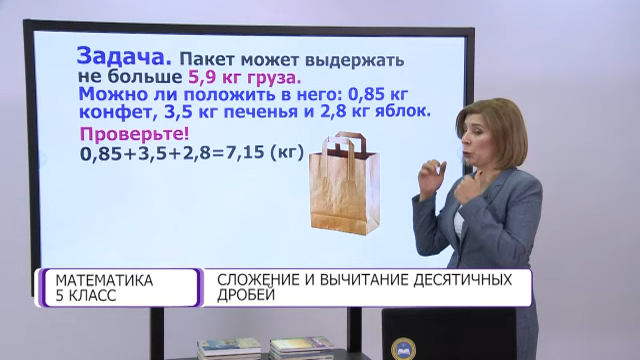 Задача. Пакет может выдержать
не больше 5,9 кг груза.
Можно ли положить в него: 0,85 кг
конфет, 3,5 кг печенья и 2,8 кг яблок.
Проверьте!
0,85+3,5+2,8=7,15 (кг)
МАТЕМАТИКА
5 КЛАСС
СЛОЖЕНИЕ И ВЫЧИТАНИЕ ДЕСЯТИЧНЫХ
ДРОБЕЙ